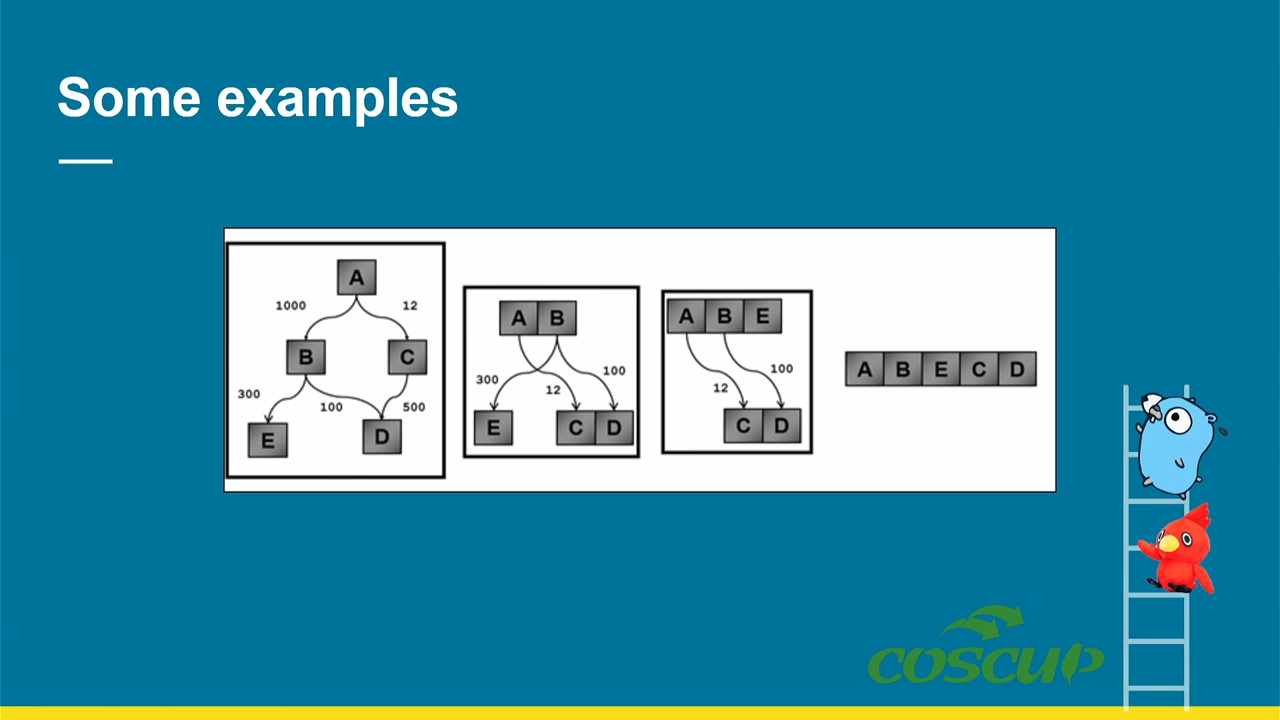 Some examples
A
1000 12
B C
300 100 500
E D
A B
300 12 100
E C D
A B E
12 100
C D
A B E C D
COSCUP